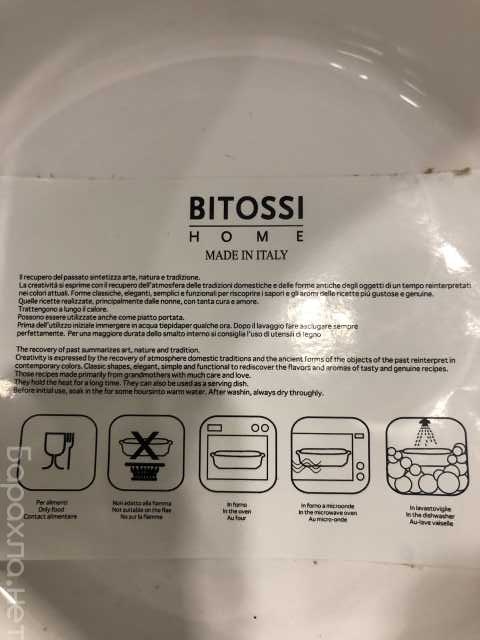 BITOSSI
HOME
MADE IN ITALY
Il recupero del passato sintetizza arte, natura e tradizione.
La creatività si esprime con il recupero dell'atmosfera delle tradizioni domestiche e delle forme antiche degli oggetti di un tempo reinterpretati
nei colori attuali. Forme classiche, eleganti, semplici e funzionali per riscoprire i sapori e gli aromi delle ricette più gustose e genuine.
Quelle ricette realizzate, principalmente dalle nonne, con tanta cura e amore.
Trattengono a lungo il calore.
Possono essere utilizzati anche come piatto portata.
Prima dell'utilizzo iniziale immergere in acqua tiepidaper qualche ora. Dopo il lavaggio fare asciugare sempre
perfettamente. Per una maggiore durata dello smalto interno si consiglia l'uso di utensili di legno
The recovery of past summarizes art, nature and tradition.
Creativity is expressed by the recovery of atmosphere domestic traditions and the ancient forms of the objects of the past reinterpret in
contemporary colors. Classic shapes, elegant, simple and functional to rediscover the flavors and aromas of tasty and genuine recipes.
Those recipes made primarily from grandmothers with much care and love.
They hold the heat for a long time. They can also be used as a serving dish.
Before initial use, soak in the for some hoursinto warm water. After washin, always dry throughly.
Per alimenti
Only food
Contact alimentaire
Non adatto alla fiamma
Not suitable on the flae
No sur la flamme
In forno
In the oven
Au four
In forno a microonde
In the microwave oven
Au micro-onde
In lavastoviglie
In the dishwasher
Au-lave vaiselle
барохло.нет